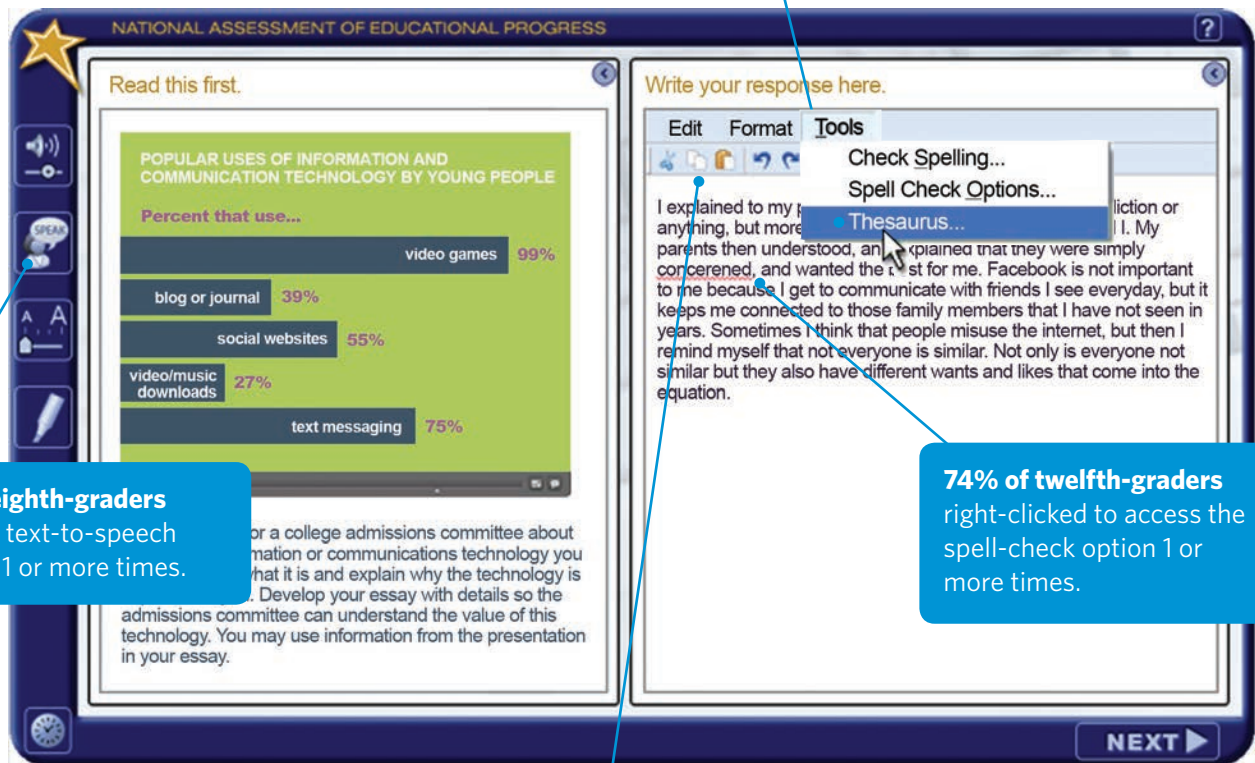 NATIONAL ASSESSMENT OF EDUCATIONAL PROGRESS
?
Read this first.
SPEAK
A A
POPULAR USES OF INFORMATION AND
COMMUNICATION TECHNOLOGY BY YOUNG PEOPLE
Percent that use...
video games 99%
blog or journal 39%
social websites 55%
video/music
downloads 27%
text messaging 75%
eighth-graders
text-to-speech
1 or more times.
or a college admissions committee about
mation or communications technology you
hat it is and explain why the technology is
. Develop your essay with details so the
admissions committee can understand the value of this
technology. You may use information from the presentation
in your essay.
Write your response here.
Edit Format Tools
Check Spelling...
Spell Check Options...
Thesaurus...
I explained to my liction or
anything, but more I. My
parents then understood, explained that they were simply
concerened, and wanted the for me. Facebook is not important
to me because I get to communicate with friends I see everyday, but it
keeps me connected to those family members that I have not seen in
years. Sometimes I think that people misuse the internet, but then I
remind myself that not everyone is similar. Not only is everyone not
similar but they also have different wants and likes that come into the
equation.
74% of twelfth-graders
right-clicked to access the
spell-check option 1 or
more times.
NEXT